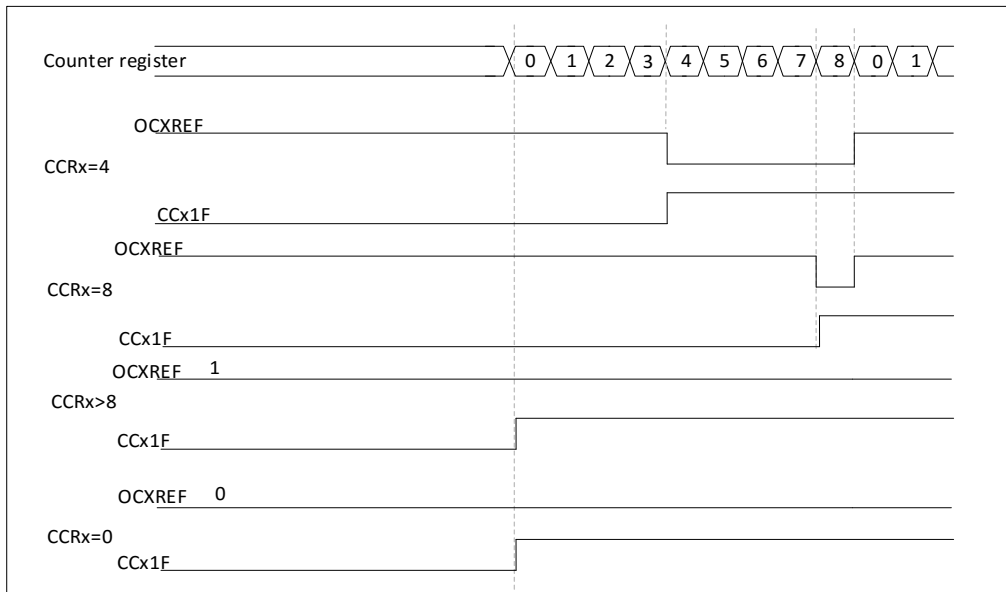 Counter register 0 1 2 3 4 5 6 7 8 0 1
OCXREF
CCRx=4
CCx1F
OCXREF
CCRx=8
CCx1F
OCXREF 1
CCRx>8
CCx1F
OCXREF 0
CCRx=0
CCx1F